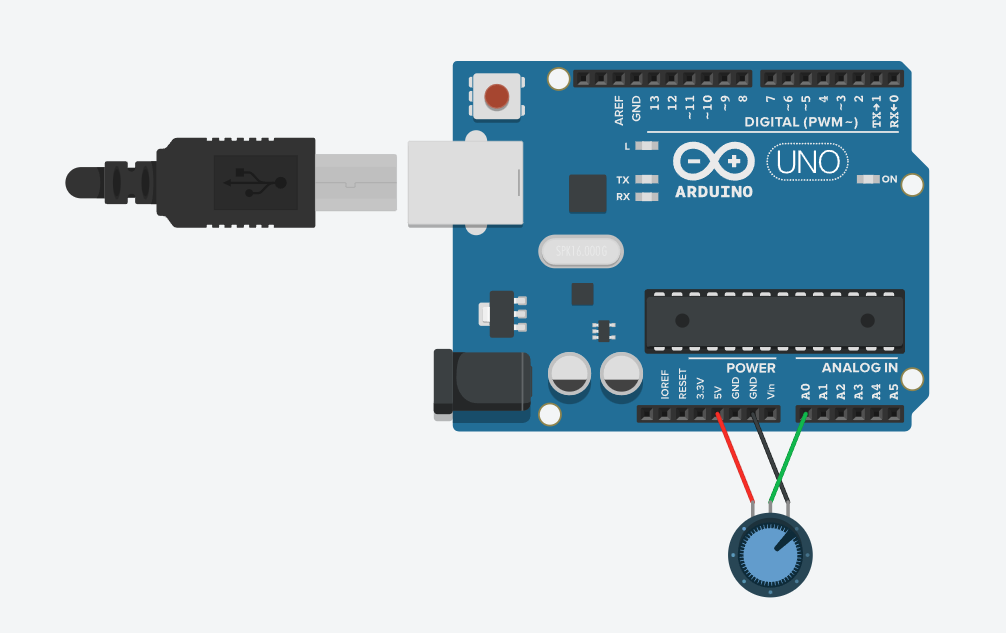 AREF
GND
13
12
~11
~10
~9
8
7
~6
~5
4
~3
2
TX→1
RX←0
DIGITAL (PWM~)
L
TX
RX
UNO
ARDUINO
ON
SPK16.000G
POWER
ANALOG IN
IOREF
RESET
3.3V
5V
GND
GND
Vin
A0
A1
A2
A3
A4
A5